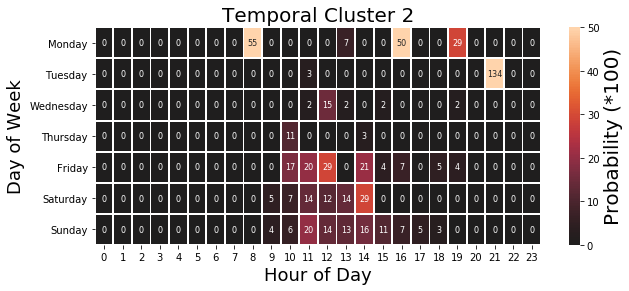 Temporal Cluster 2
Day of Week
Monday 0 0 0 0 0 0 0 0 55 0 0 0 0 7 0 0 50 0 0 29 0 0 0 0
Tuesday 0 0 0 0 0 0 0 0 0 0 0 3 0 0 0 0 0 0 0 0 0 134 0 0
Wednesday 0 0 0 0 0 0 0 0 0 0 0 2 15 2 0 2 0 0 0 2 0 0 0 0
Thursday 0 0 0 0 0 0 0 0 0 0 11 0 0 0 3 0 0 0 0 0 0 0 0 0
Friday 0 0 0 0 0 0 0 0 0 0 17 20 29 0 21 4 7 0 5 4 0 0 0 0
Saturday 0 0 0 0 0 0 0 0 0 5 7 14 12 14 29 0 0 0 0 0 0 0 0 0
Sunday 0 0 0 0 0 0 0 0 0 4 6 20 14 13 16 11 7 5 3 0 0 0 0 0
0 1 2 3 4 5 6 7 8 9 10 11 12 13 14 15 16 17 18 19 20 21 22 23
Hour of Day
50
40
30
20
10
0
Probability (*100)